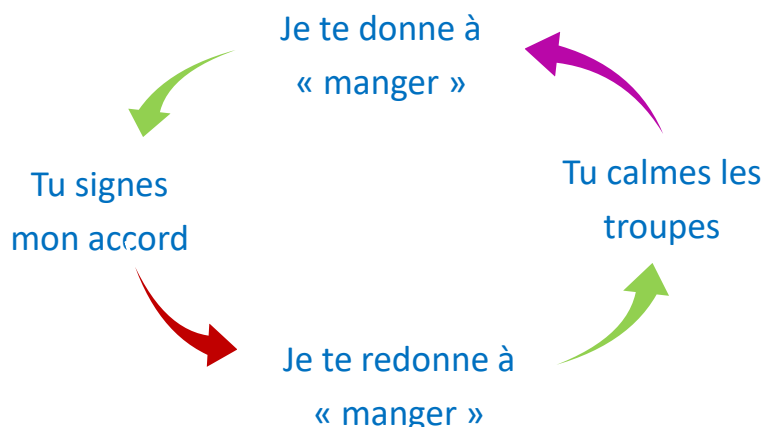 Je te donne à
« manger »
Tu signes
mon accord
Je te redonne à
« manger »
Tu calmes les
troupes